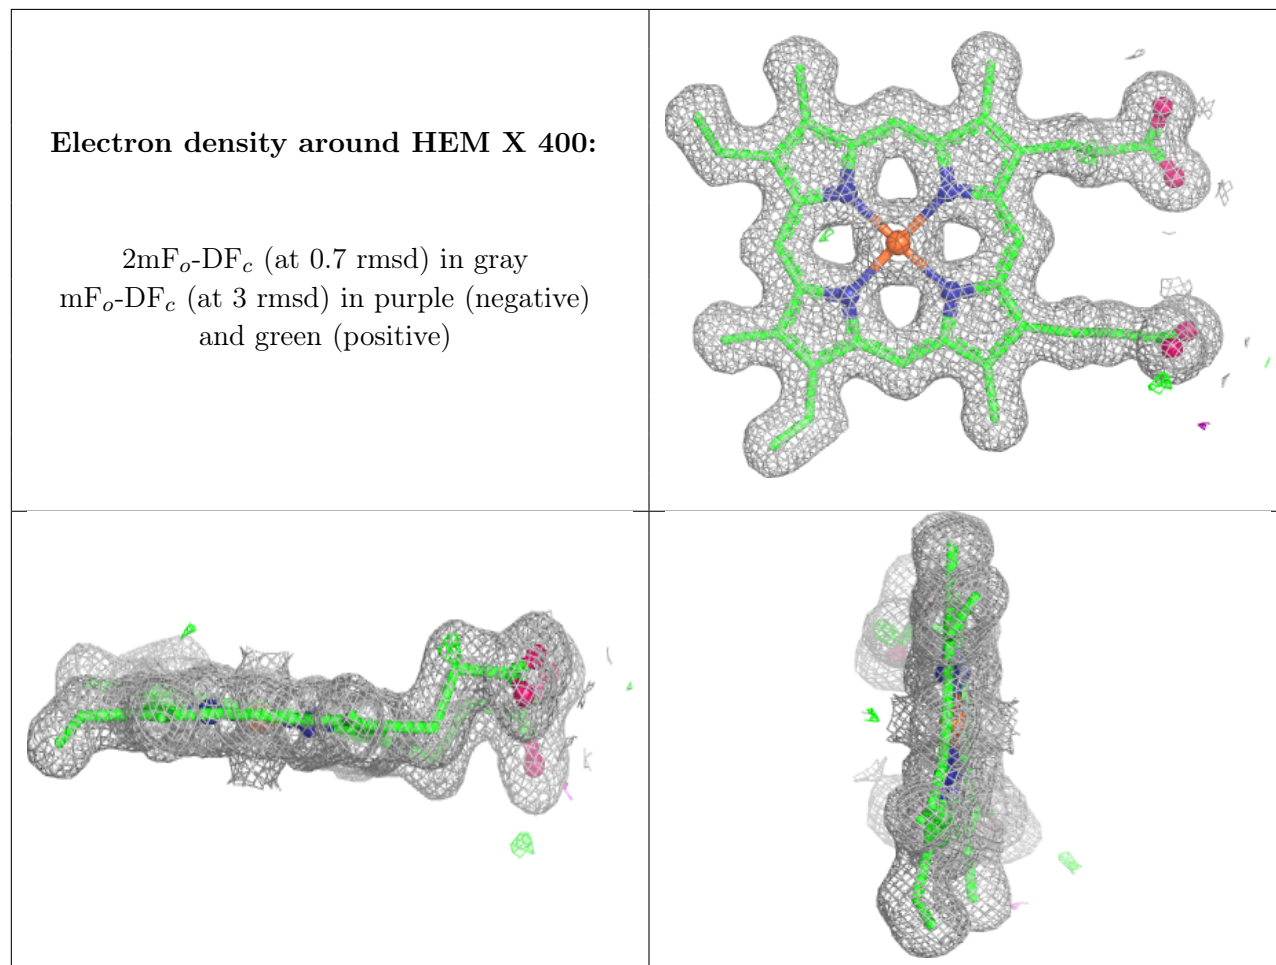 Electron density around HEM X 400:
2mFo-DFc (at 0.7 rmsd) in gray
mFo-DFc (at 3 rmsd) in purple (negative)
and green (positive)